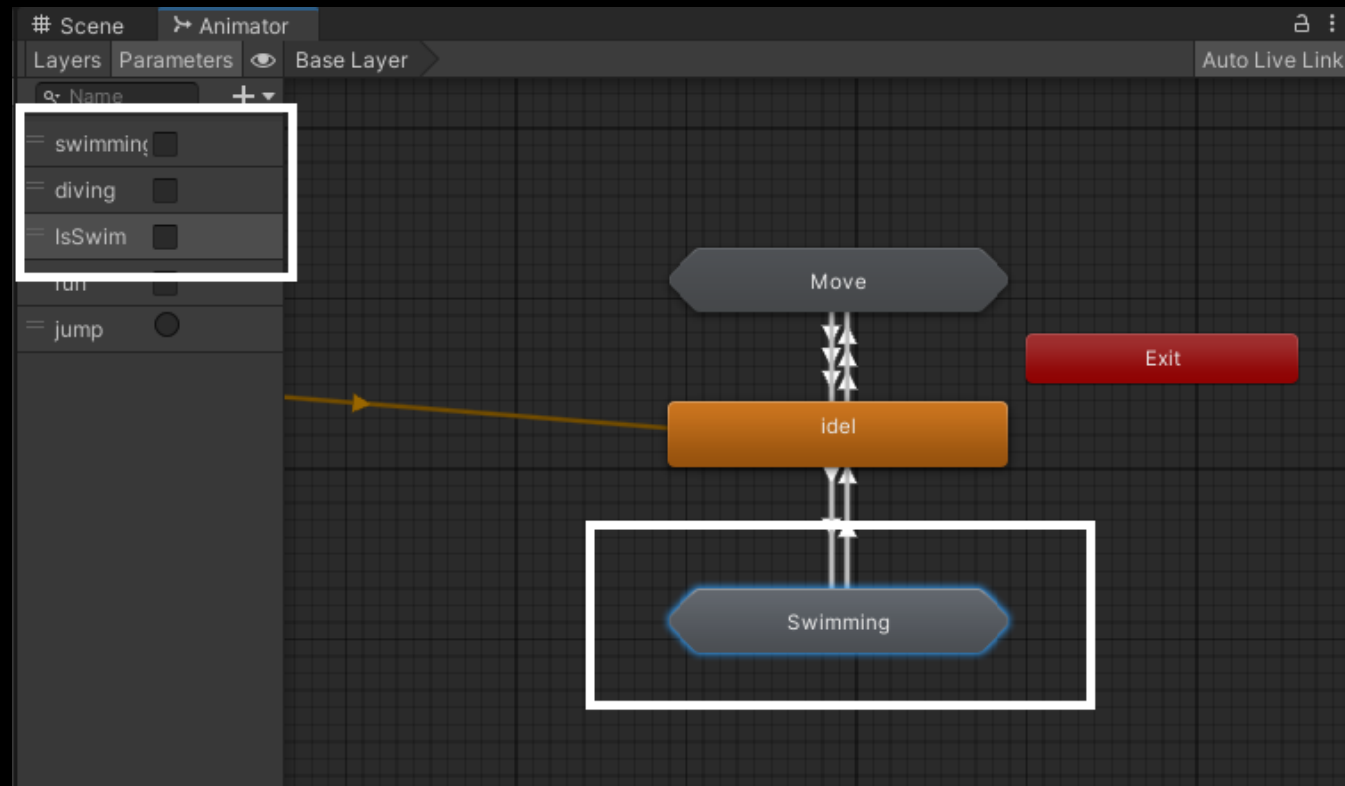 Scene Animator
Layers Parameters Base Layer Auto Live Link
Name
swimming
diving
IsSwim
run
jump
Move
Exit
idel
Swimming